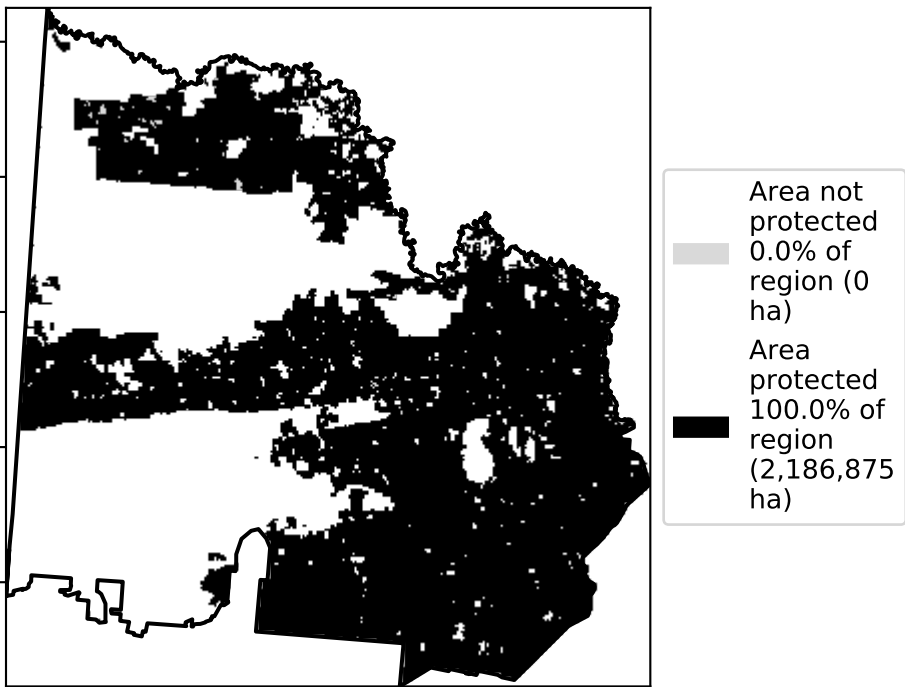 Area not
protected
0.0% of
region (0
ha)
Area
protected
100.0% of
region
(2,186,875
ha)